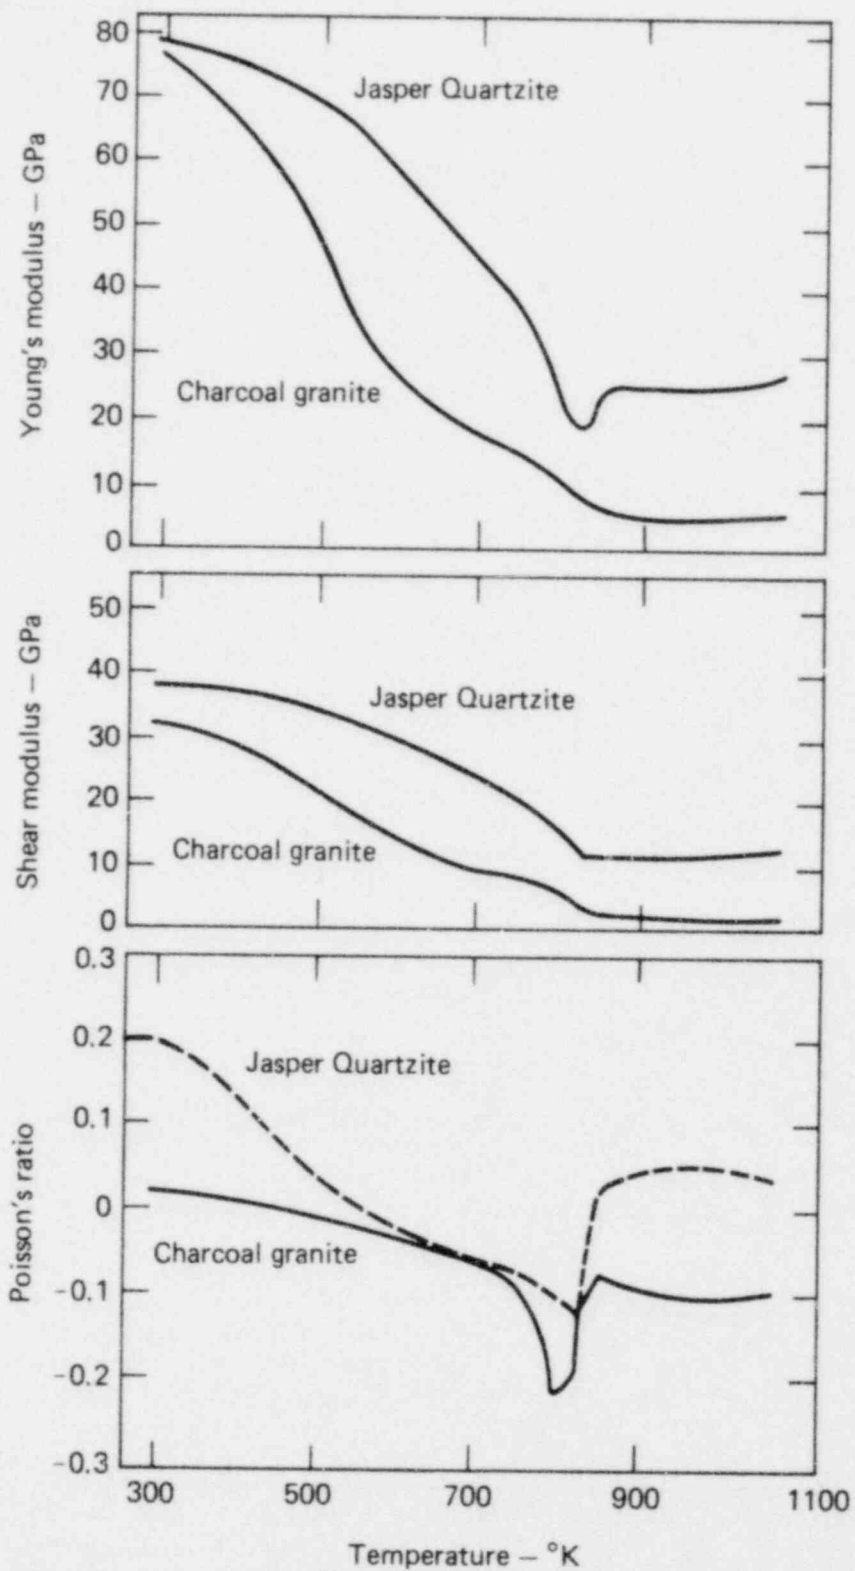 80
70
60
50
40
30
20
10
0
Young's modulus — GPa
Jasper Quartzite
Charcoal granite
50
40
30
20
10
0
Shear modulus — GPa
Jasper Quartzite
Charcoal granite
0.3
0.2
0.1
0
-0.1
-0.2
-0.3
Poisson's ratio
Jasper Quartzite
Charcoal granite
300 500 700 900 1100
Temperature — °K